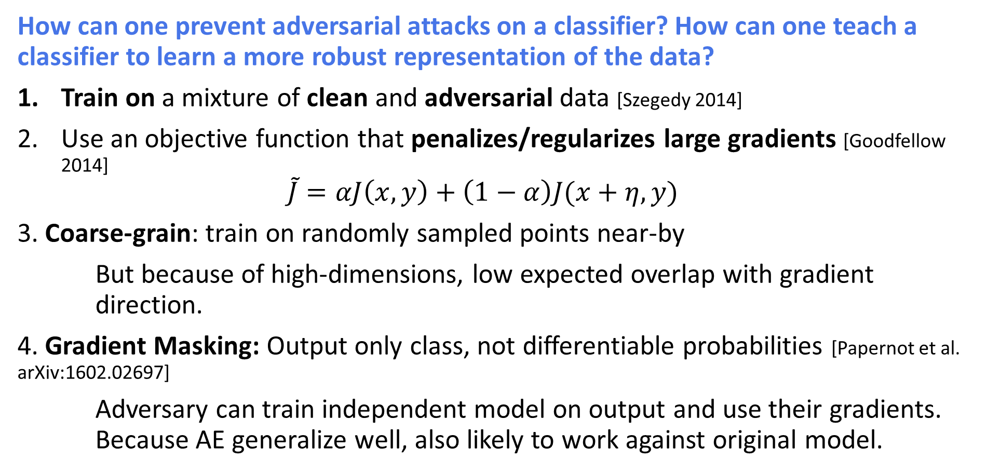 How can one prevent adversarial attacks on a classifier? How can one teach a
classifier to learn a more robust representation of the data?
1. Train on a mixture of clean and adversarial data [Szegedy 2014]
2. Use an objective function that penalizes/regularizes large gradients [Goodfellow
2014]
J̃ = αJ(x, y) + (1 − α)J(x + η, y)
3. Coarse-grain: train on randomly sampled points near-by
But because of high-dimensions, low expected overlap with gradient
direction.
4. Gradient Masking: Output only class, not differentiable probabilities [Papernot et al.
arXiv:1602.02697]
Adversary can train independent model on output and use their gradients.
Because AE generalize well, also likely to work against original model.